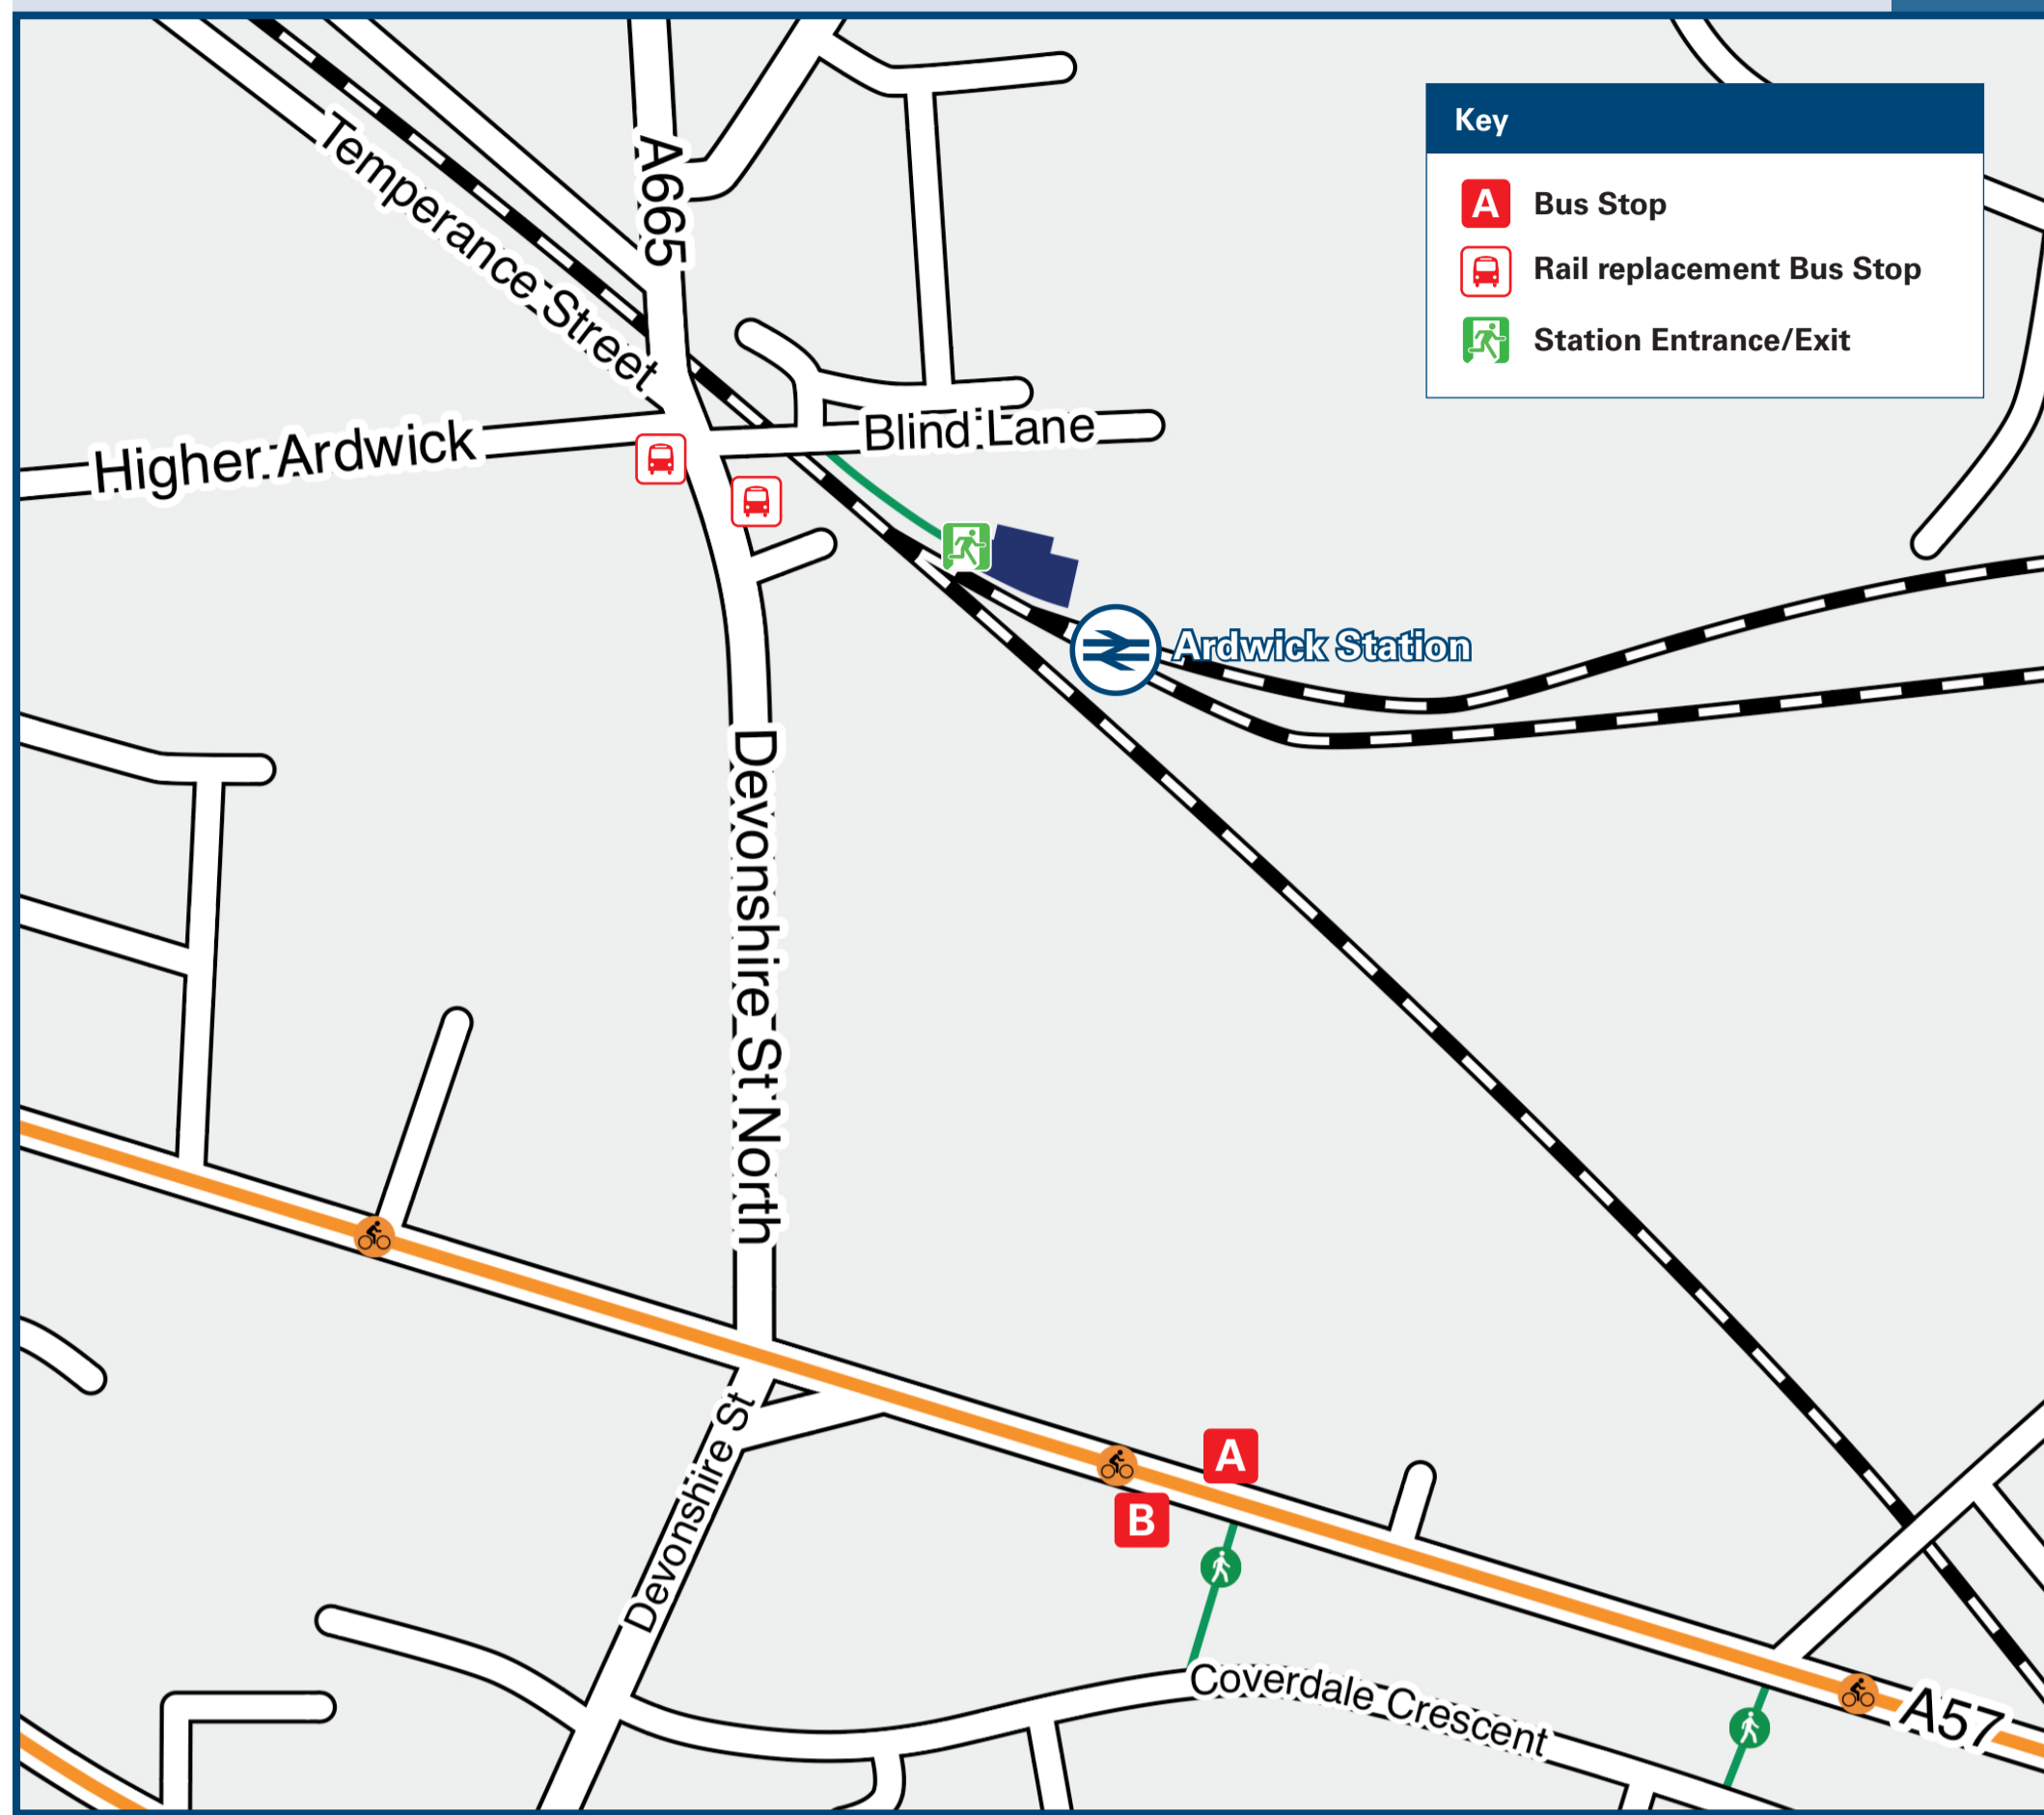 Key
A Bus Stop
Rail replacement Bus Stop
Station Entrance/Exit
A665
Temperance Street
Higher Ardwick
Blind Lane
Ardwick Station
Devonshire St North
Devonshire St
A
B
Coverdale Crescent
A57